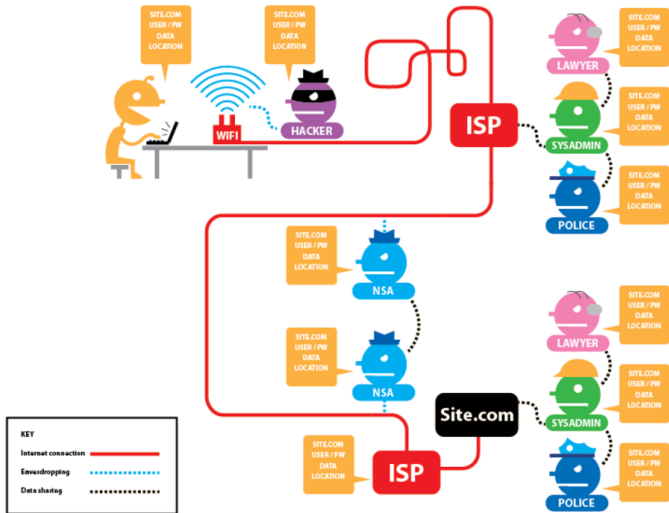 SITE.COM
USER / PW
DATA
LOCATION
SITE.COM
USER / PW
DATA
LOCATION
WIFI
HACKER
ISP
SITE.COM
USER / PW
DATA
LOCATION
LAWYER
SITE.COM
USER / PW
DATA
LOCATION
SYSADMIN
SITE.COM
USER / PW
DATA
LOCATION
POLICE
SITE.COM
USER / PW
DATA
LOCATION
NSA
SITE.COM
USER / PW
DATA
LOCATION
NSA
SITE.COM
USER / PW
DATA
LOCATION
LAWYER
SITE.COM
USER / PW
DATA
LOCATION
SYSADMIN
SITE.COM
USER / PW
DATA
LOCATION
POLICE
Site.com
SITE.COM
USER / PW
DATA
LOCATION
ISP
KEY
Internet connection
Eavesdropping
Data sharing